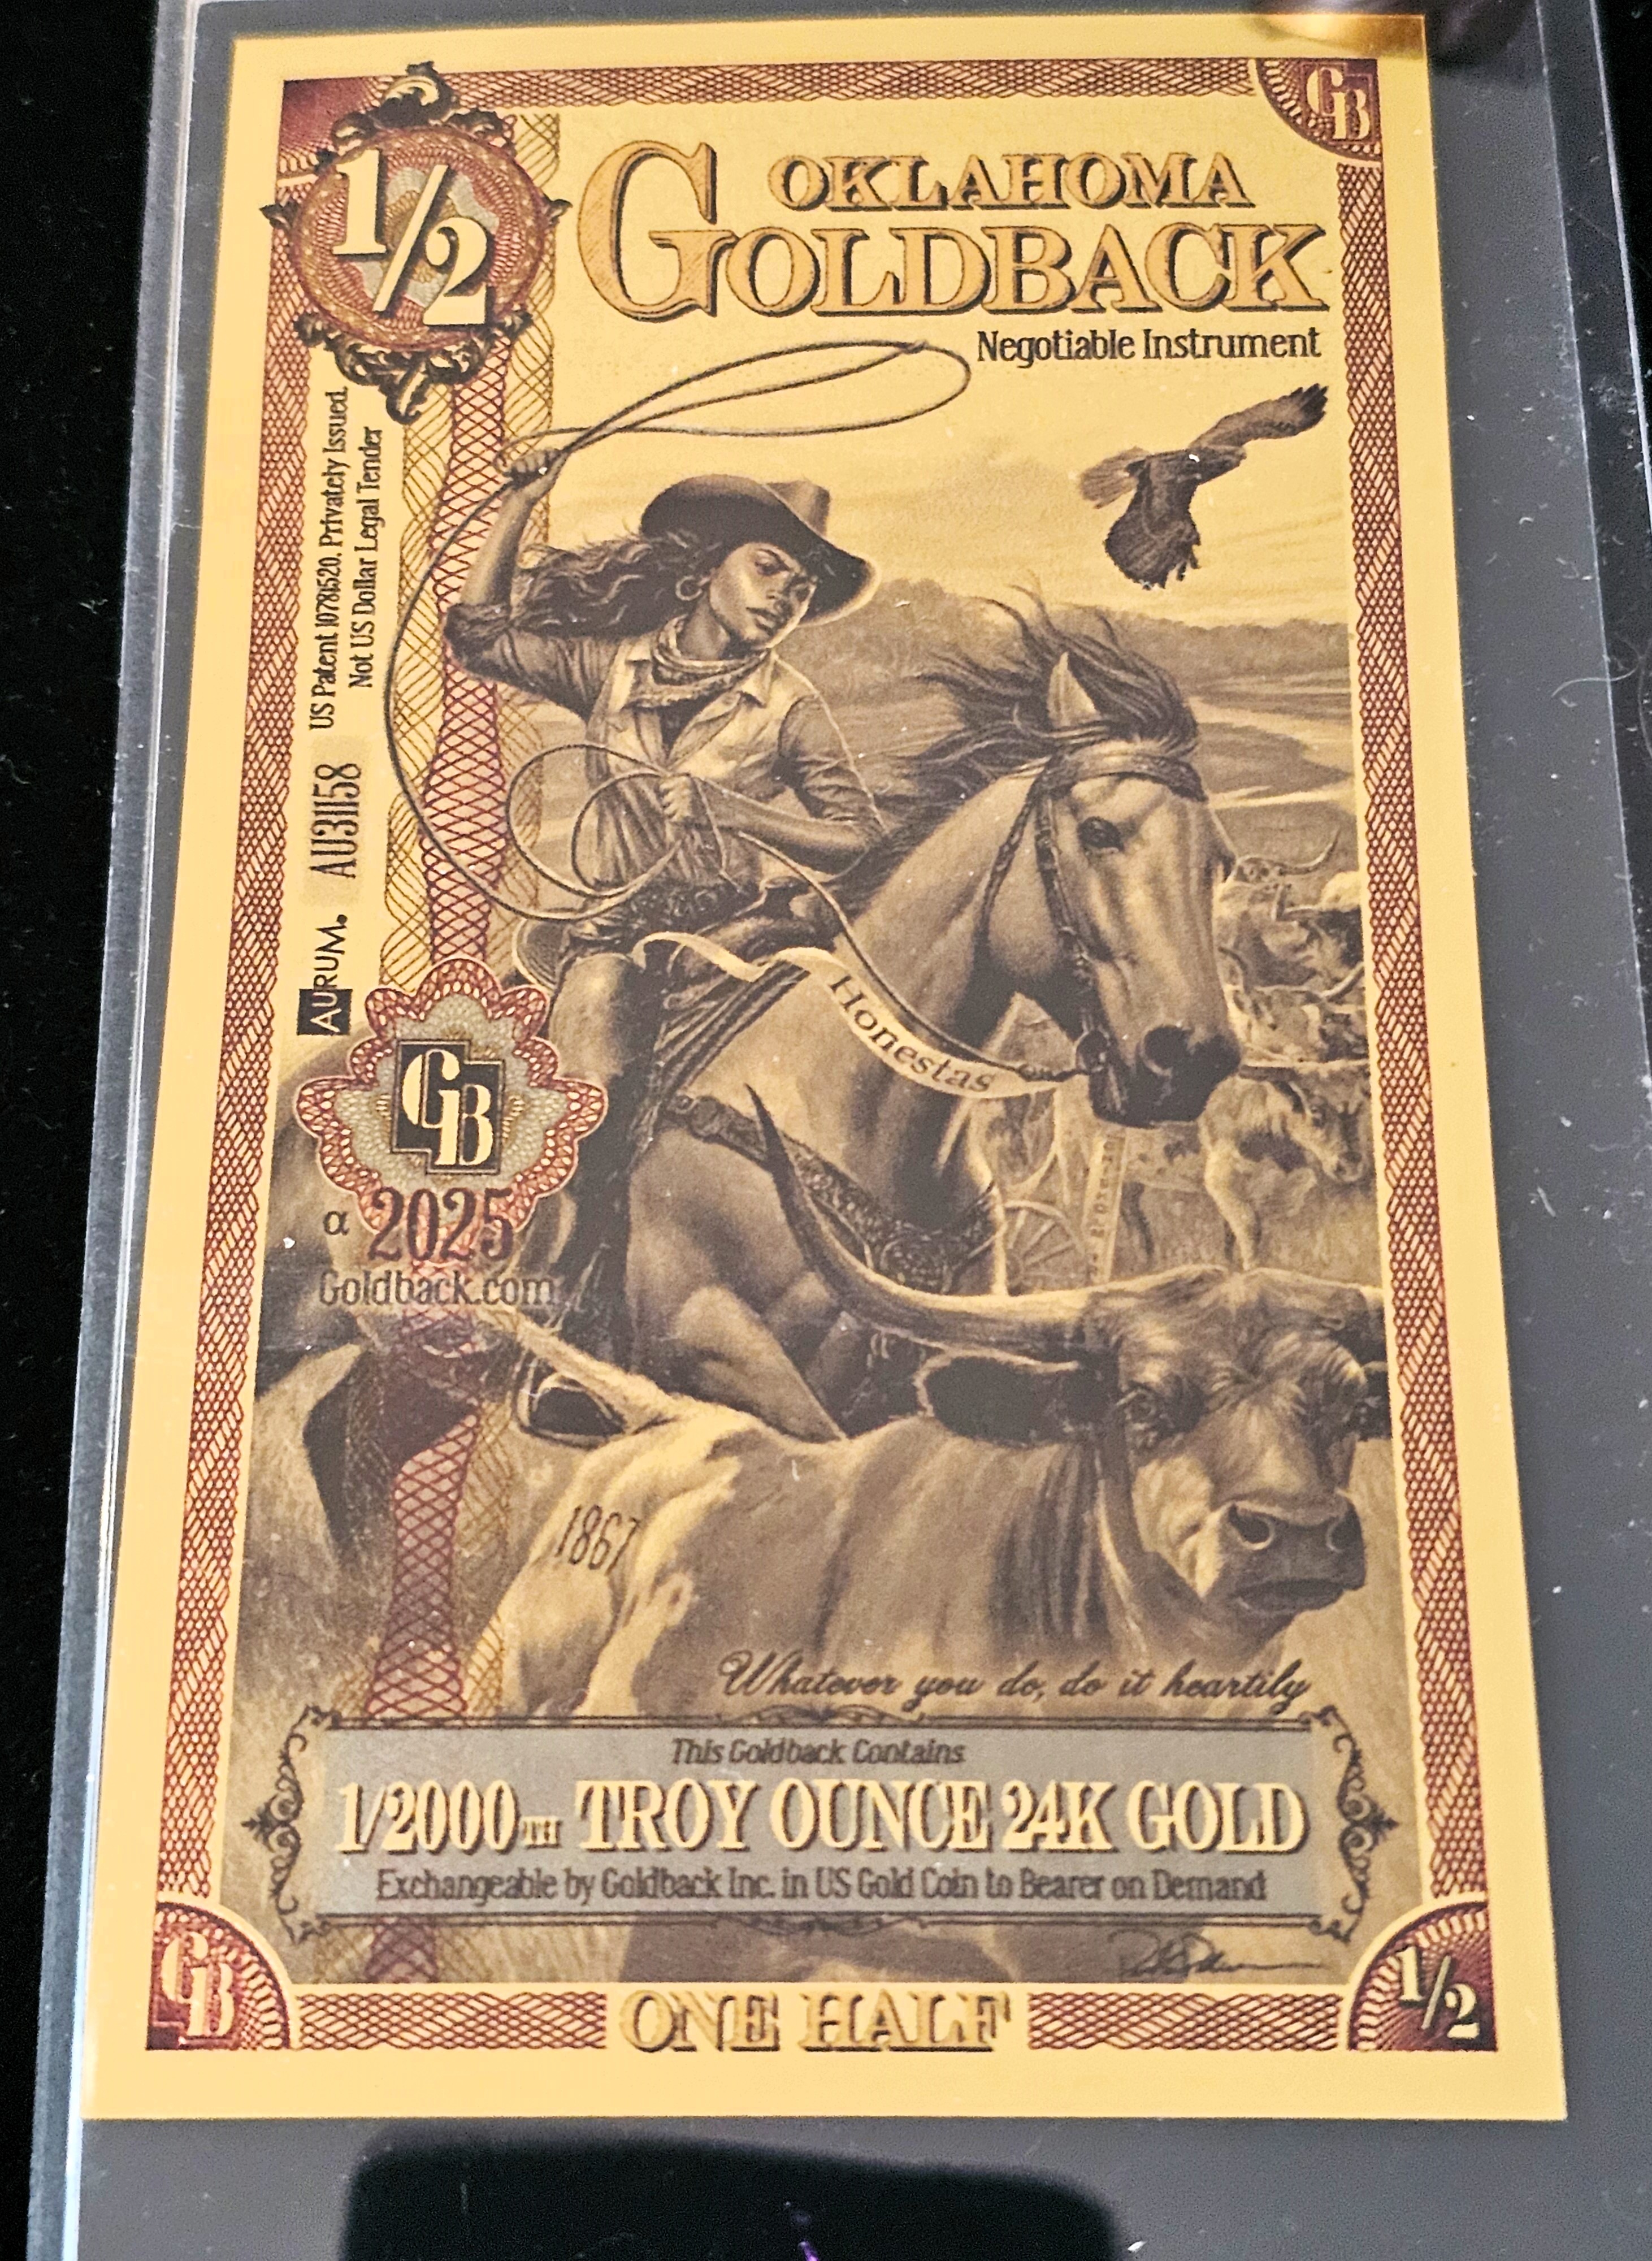 1/2
GB
OKLAHOMA
GOLDBACK
Negotiable Instrument
US Patent 10781520. Privately Issued.
Not US Dollar Legal Tender
AU31158
AURUM.
Honestas
GB
α 2025
Goldback.com
1867
Whatever you do, do it heartily
This Goldback Contains
1/2000TH TROY OUNCE 24K GOLD
Exchangeable by Goldback Inc. in US Gold Coin to Bearer on Demand
GB
ONE HALF
1/2